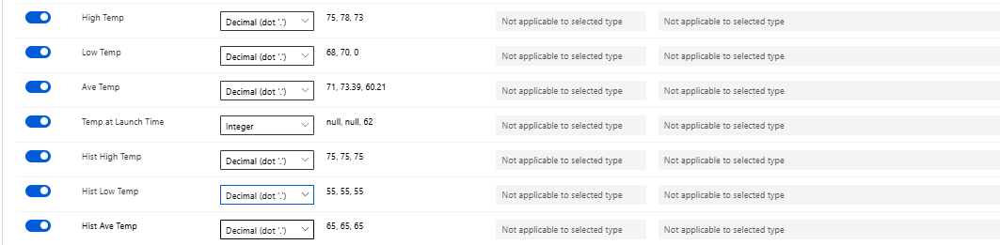 High Temp Decimal (dot '.') 75, 78, 73 Not applicable to selected type Not applicable to selected type
Low Temp Decimal (dot '.') 68, 70, 0 Not applicable to selected type Not applicable to selected type
Ave Temp Decimal (dot '.') 71, 73.39, 60.21 Not applicable to selected type Not applicable to selected type
Temp at Launch Time Integer null, null, 62 Not applicable to selected type Not applicable to selected type
Hist High Temp Decimal (dot '.') 75, 75, 75 Not applicable to selected type Not applicable to selected type
Hist Low Temp Decimal (dot '.') 55, 55, 55 Not applicable to selected type Not applicable to selected type
Hist Ave Temp Decimal (dot '.') 65, 65, 65 Not applicable to selected type Not applicable to selected type